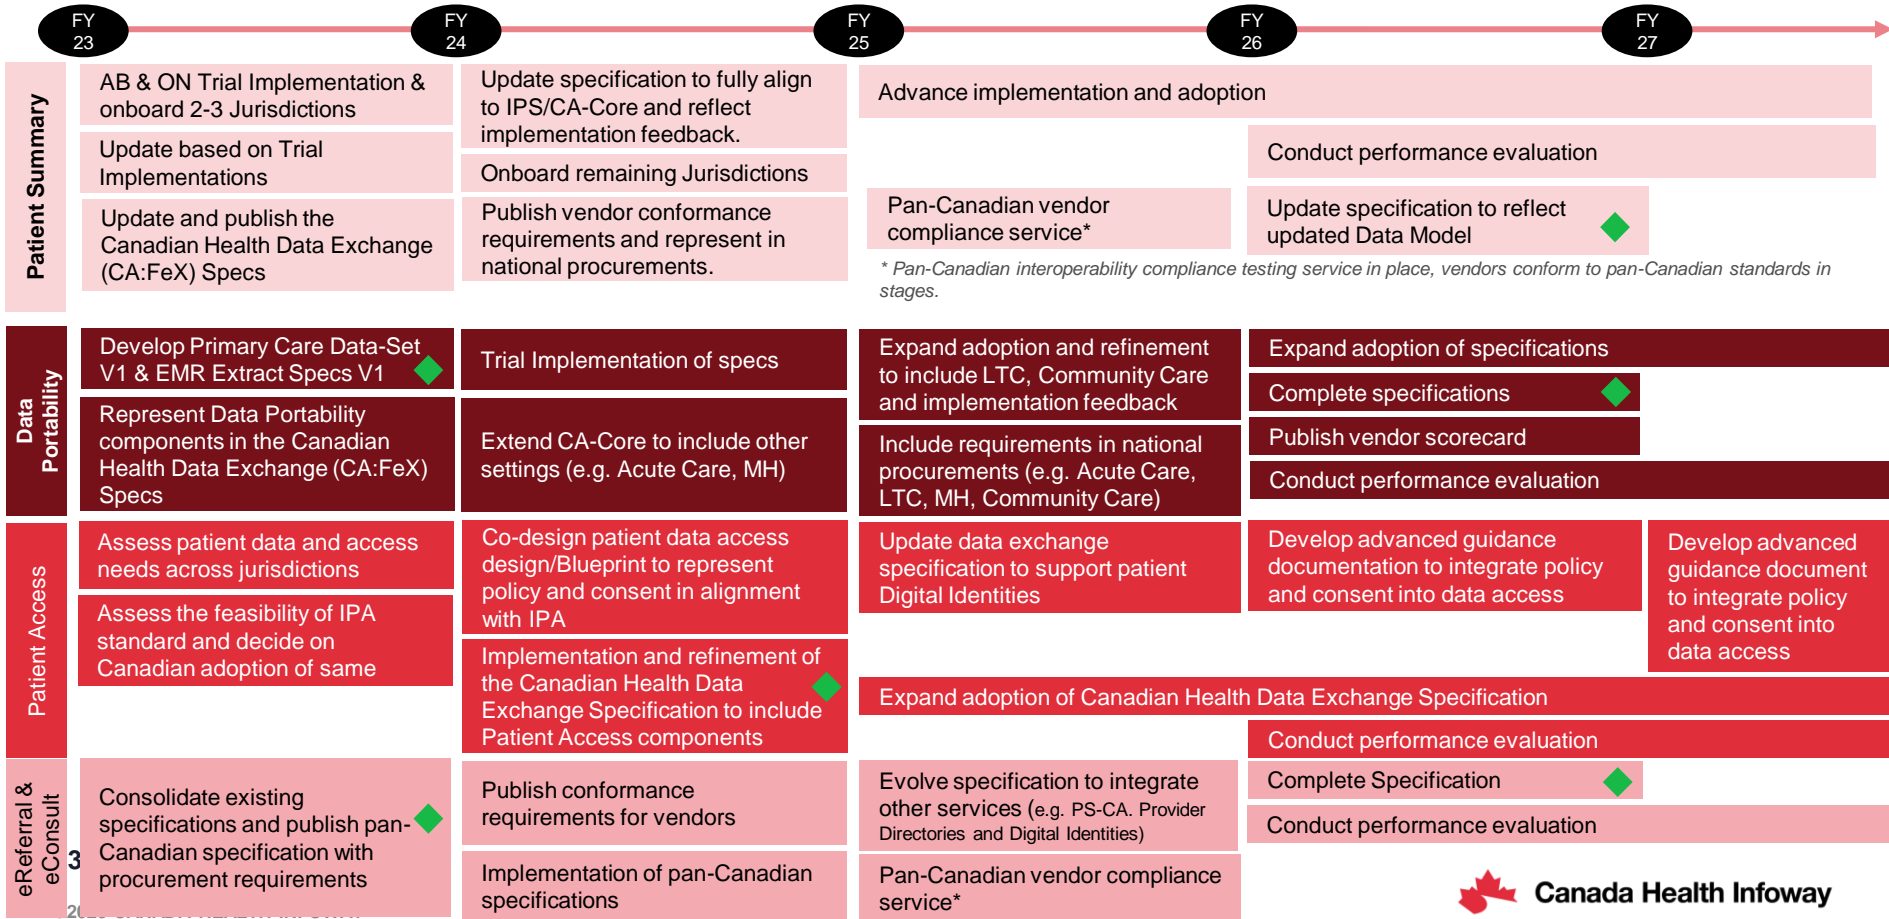 FY
23
FY
24
FY
25
FY
26
FY
27
Patient Summary
AB & ON Trial Implementation &
onboard 2-3 Jurisdictions
Update based on Trial
Implementations
Update and publish the
Canadian Health Data Exchange
(CA:FeX) Specs
Update specification to fully align
to IPS/CA-Core and reflect
implementation feedback.
Onboard remaining Jurisdictions
Publish vendor conformance
requirements and represent in
national procurements.
Advance implementation and adoption
Conduct performance evaluation
Pan-Canadian vendor
compliance service*
Update specification to reflect
updated Data Model
* Pan-Canadian interoperability compliance testing service in place, vendors conform to pan-Canadian standards in
stages.
Data
Portability
Develop Primary Care Data-Set
V1 & EMR Extract Specs V1
Represent Data Portability
components in the Canadian
Health Data Exchange (CA:FeX)
Specs
Trial Implementation of specs
Extend CA-Core to include other
settings (e.g. Acute Care, MH)
Expand adoption and refinement
to include LTC, Community Care
and implementation feedback
Include requirements in national
procurements (e.g. Acute Care,
LTC, MH, Community Care)
Expand adoption of specifications
Complete specifications
Publish vendor scorecard
Conduct performance evaluation
Patient Access
Assess patient data and access
needs across jurisdictions
Assess the feasibility of IPA
standard and decide on
Canadian adoption of same
Co-design patient data access
design/Blueprint to represent
policy and consent in alignment
with IPA
Implementation and refinement of
the Canadian Health Data
Exchange Specification to include
Patient Access components
Update data exchange
specification to support patient
Digital Identities
Develop advanced guidance
documentation to integrate policy
and consent into data access
Develop advanced
guidance document
to integrate policy
and consent into
data access
Expand adoption of Canadian Health Data Exchange Specification
Conduct performance evaluation
eReferral &
eConsult
Consolidate existing
specifications and publish pan-
Canadian specification with
procurement requirements
Publish conformance
requirements for vendors
Implementation of pan-Canadian
specifications
Evolve specification to integrate
other services (e.g. PS-CA. Provider
Directories and Digital Identities)
Pan-Canadian vendor compliance
service*
Complete Specification
Conduct performance evaluation
3
Canada Health Infoway